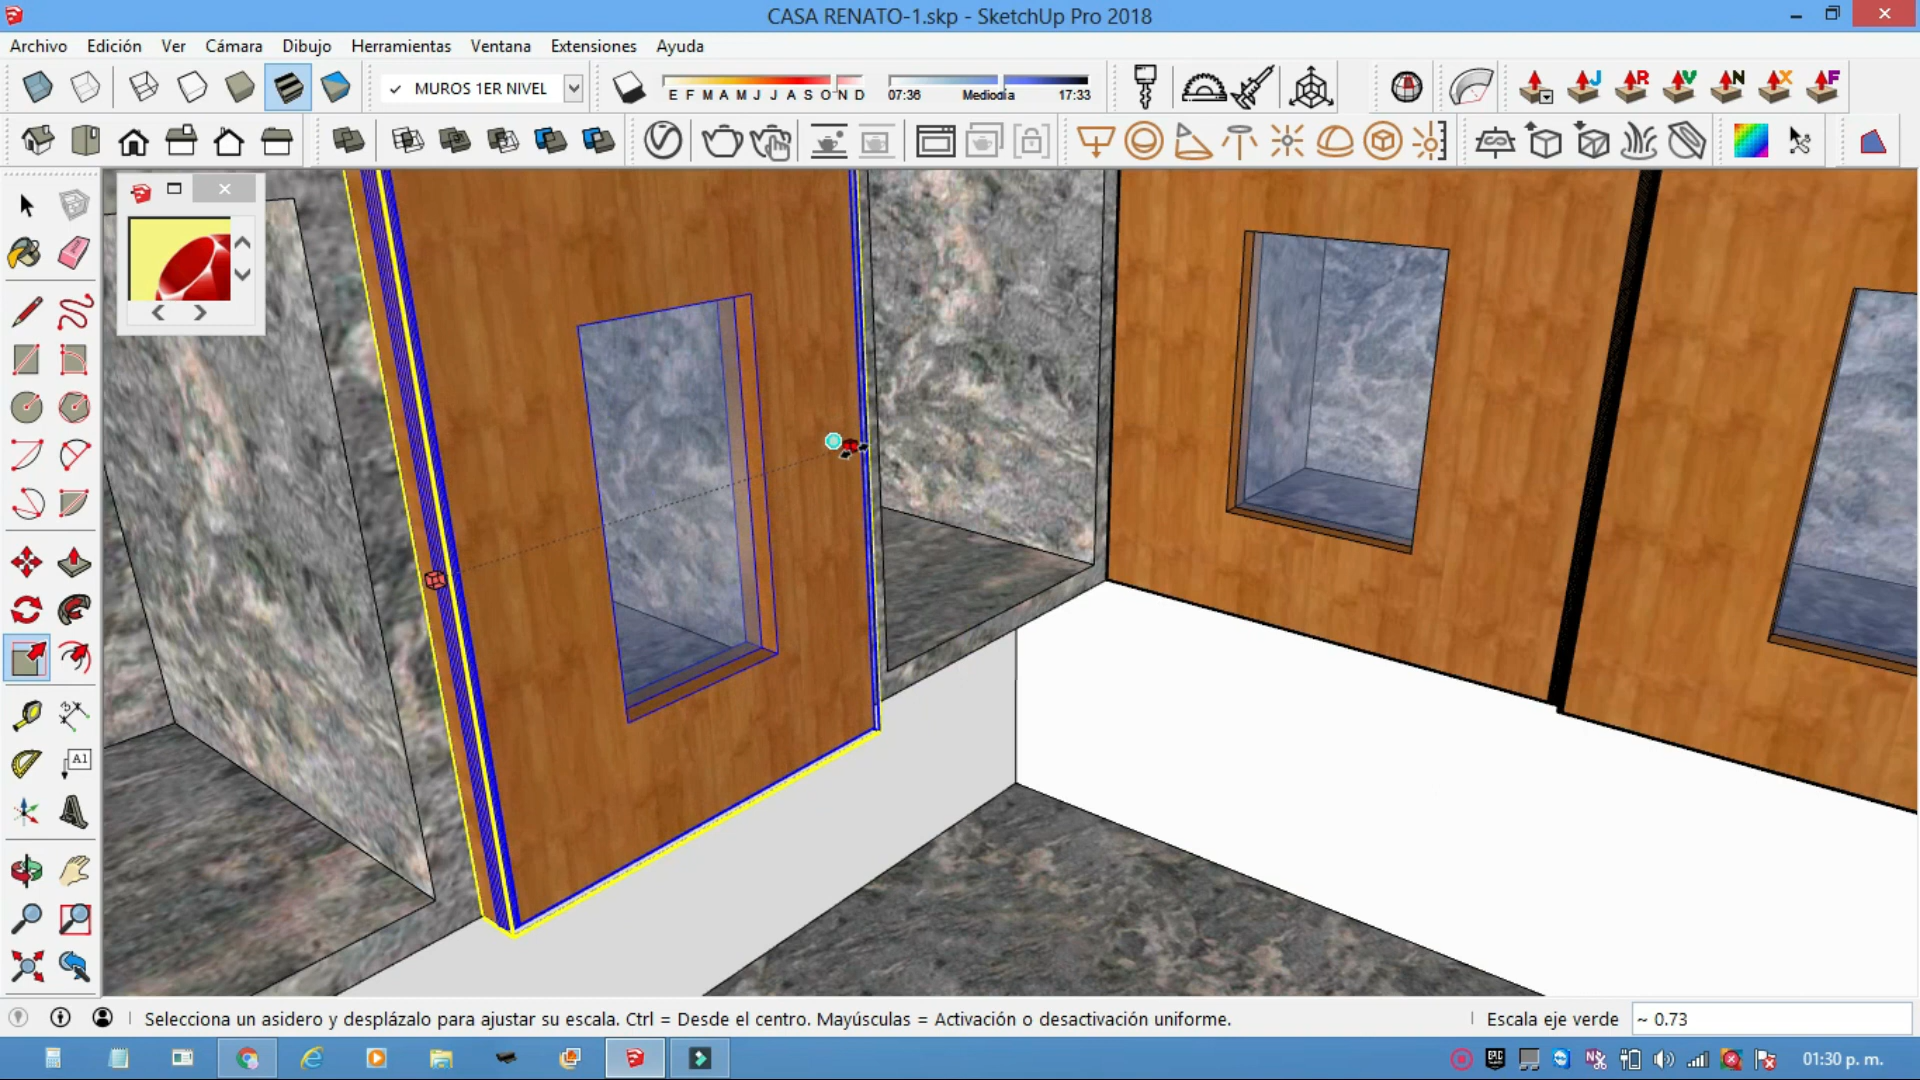 CASA RENATO-1.skp - SketchUp Pro 2018
Archivo Edición Ver Cámara Dibujo Herramientas Ventana Extensiones Ayuda
MUROS 1ER NIVEL
E F M A M J J A S O N D
07:36 Mediodía 17:33
J R V N X F
A1
Selecciona un asidero y desplázalo para ajustar su escala. Ctrl = Desde el centro. Mayúsculas = Activación o desactivación uniforme.
Escala eje verde ~ 0.73
01:30 p. m.